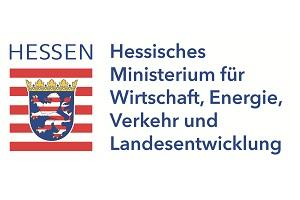 HESSEN
Hessisches
Ministerium für
Wirtschaft, Energie,
Verkehr und
Landesentwicklung